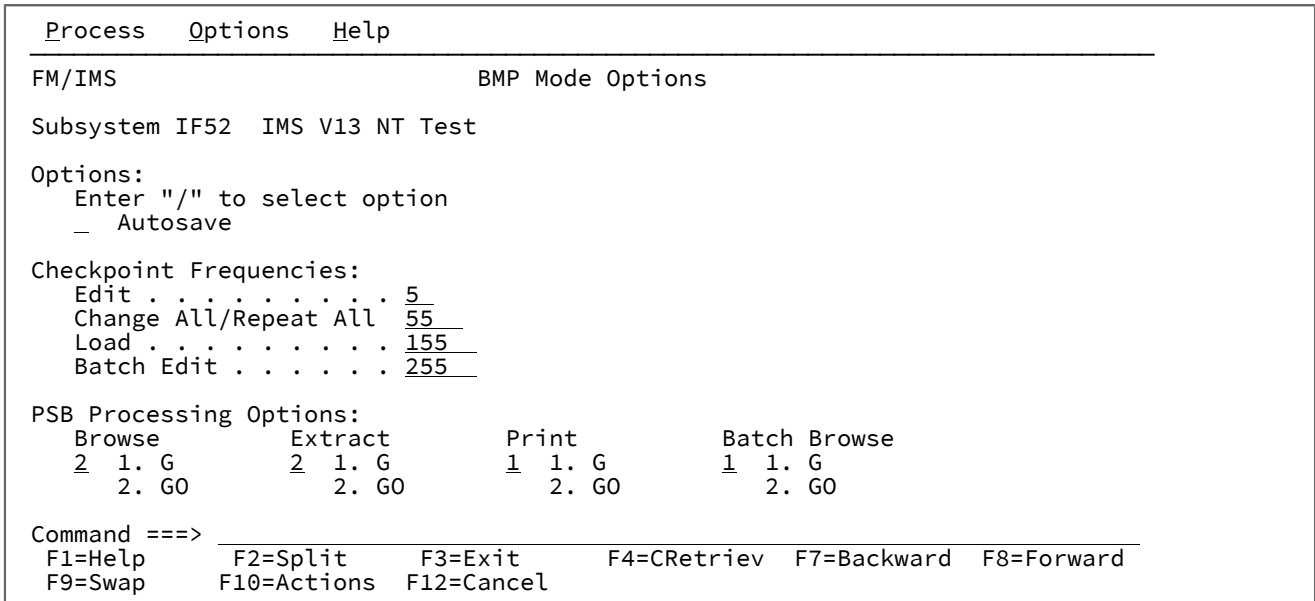 Process   Options   Help
FM/IMS                         BMP Mode Options
Subsystem IF52  IMS V13 NT Test
Options:
   Enter "/" to select option
   _  Autosave
Checkpoint Frequencies:
   Edit . . . . . . . . . 5
   Change All/Repeat All  55
   Load . . . . . . . . . 155
   Batch Edit . . . . . . 255
PSB Processing Options:
   Browse         Extract        Print          Batch Browse
   2  1. G        2  1. G        1  1. G        1  1. G
      2. GO          2. GO          2. GO          2. GO
Command ===>
 F1=Help      F2=Split     F3=Exit      F4=CRetriev  F7=Backward  F8=Forward
 F9=Swap     F10=Actions  F12=Cancel